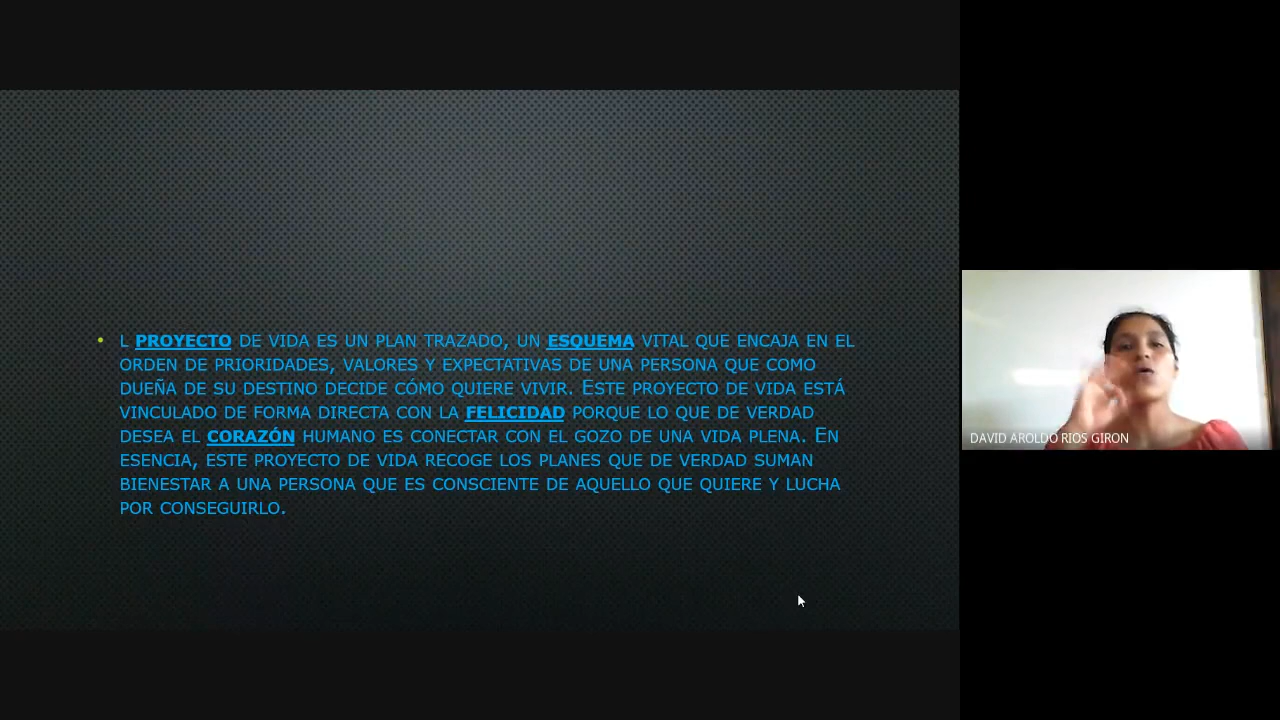 L PROYECTO DE VIDA ES UN PLAN TRAZADO, UN ESQUEMA VITAL QUE ENCAJA EN EL
ORDEN DE PRIORIDADES, VALORES Y EXPECTATIVAS DE UNA PERSONA QUE COMO
DUEÑA DE SU DESTINO DECIDE CÓMO QUIERE VIVIR. ESTE PROYECTO DE VIDA ESTÁ
VINCULADO DE FORMA DIRECTA CON LA FELICIDAD PORQUE LO QUE DE VERDAD
DESEA EL CORAZÓN HUMANO ES CONECTAR CON EL GOZO DE UNA VIDA PLENA. EN
ESENCIA, ESTE PROYECTO DE VIDA RECOGE LOS PLANES QUE DE VERDAD SUMAN
BIENESTAR A UNA PERSONA QUE ES CONSCIENTE DE AQUELLO QUE QUIERE Y LUCHA
POR CONSEGUIRLO.
DAVID AROLDO RIOS GIRON